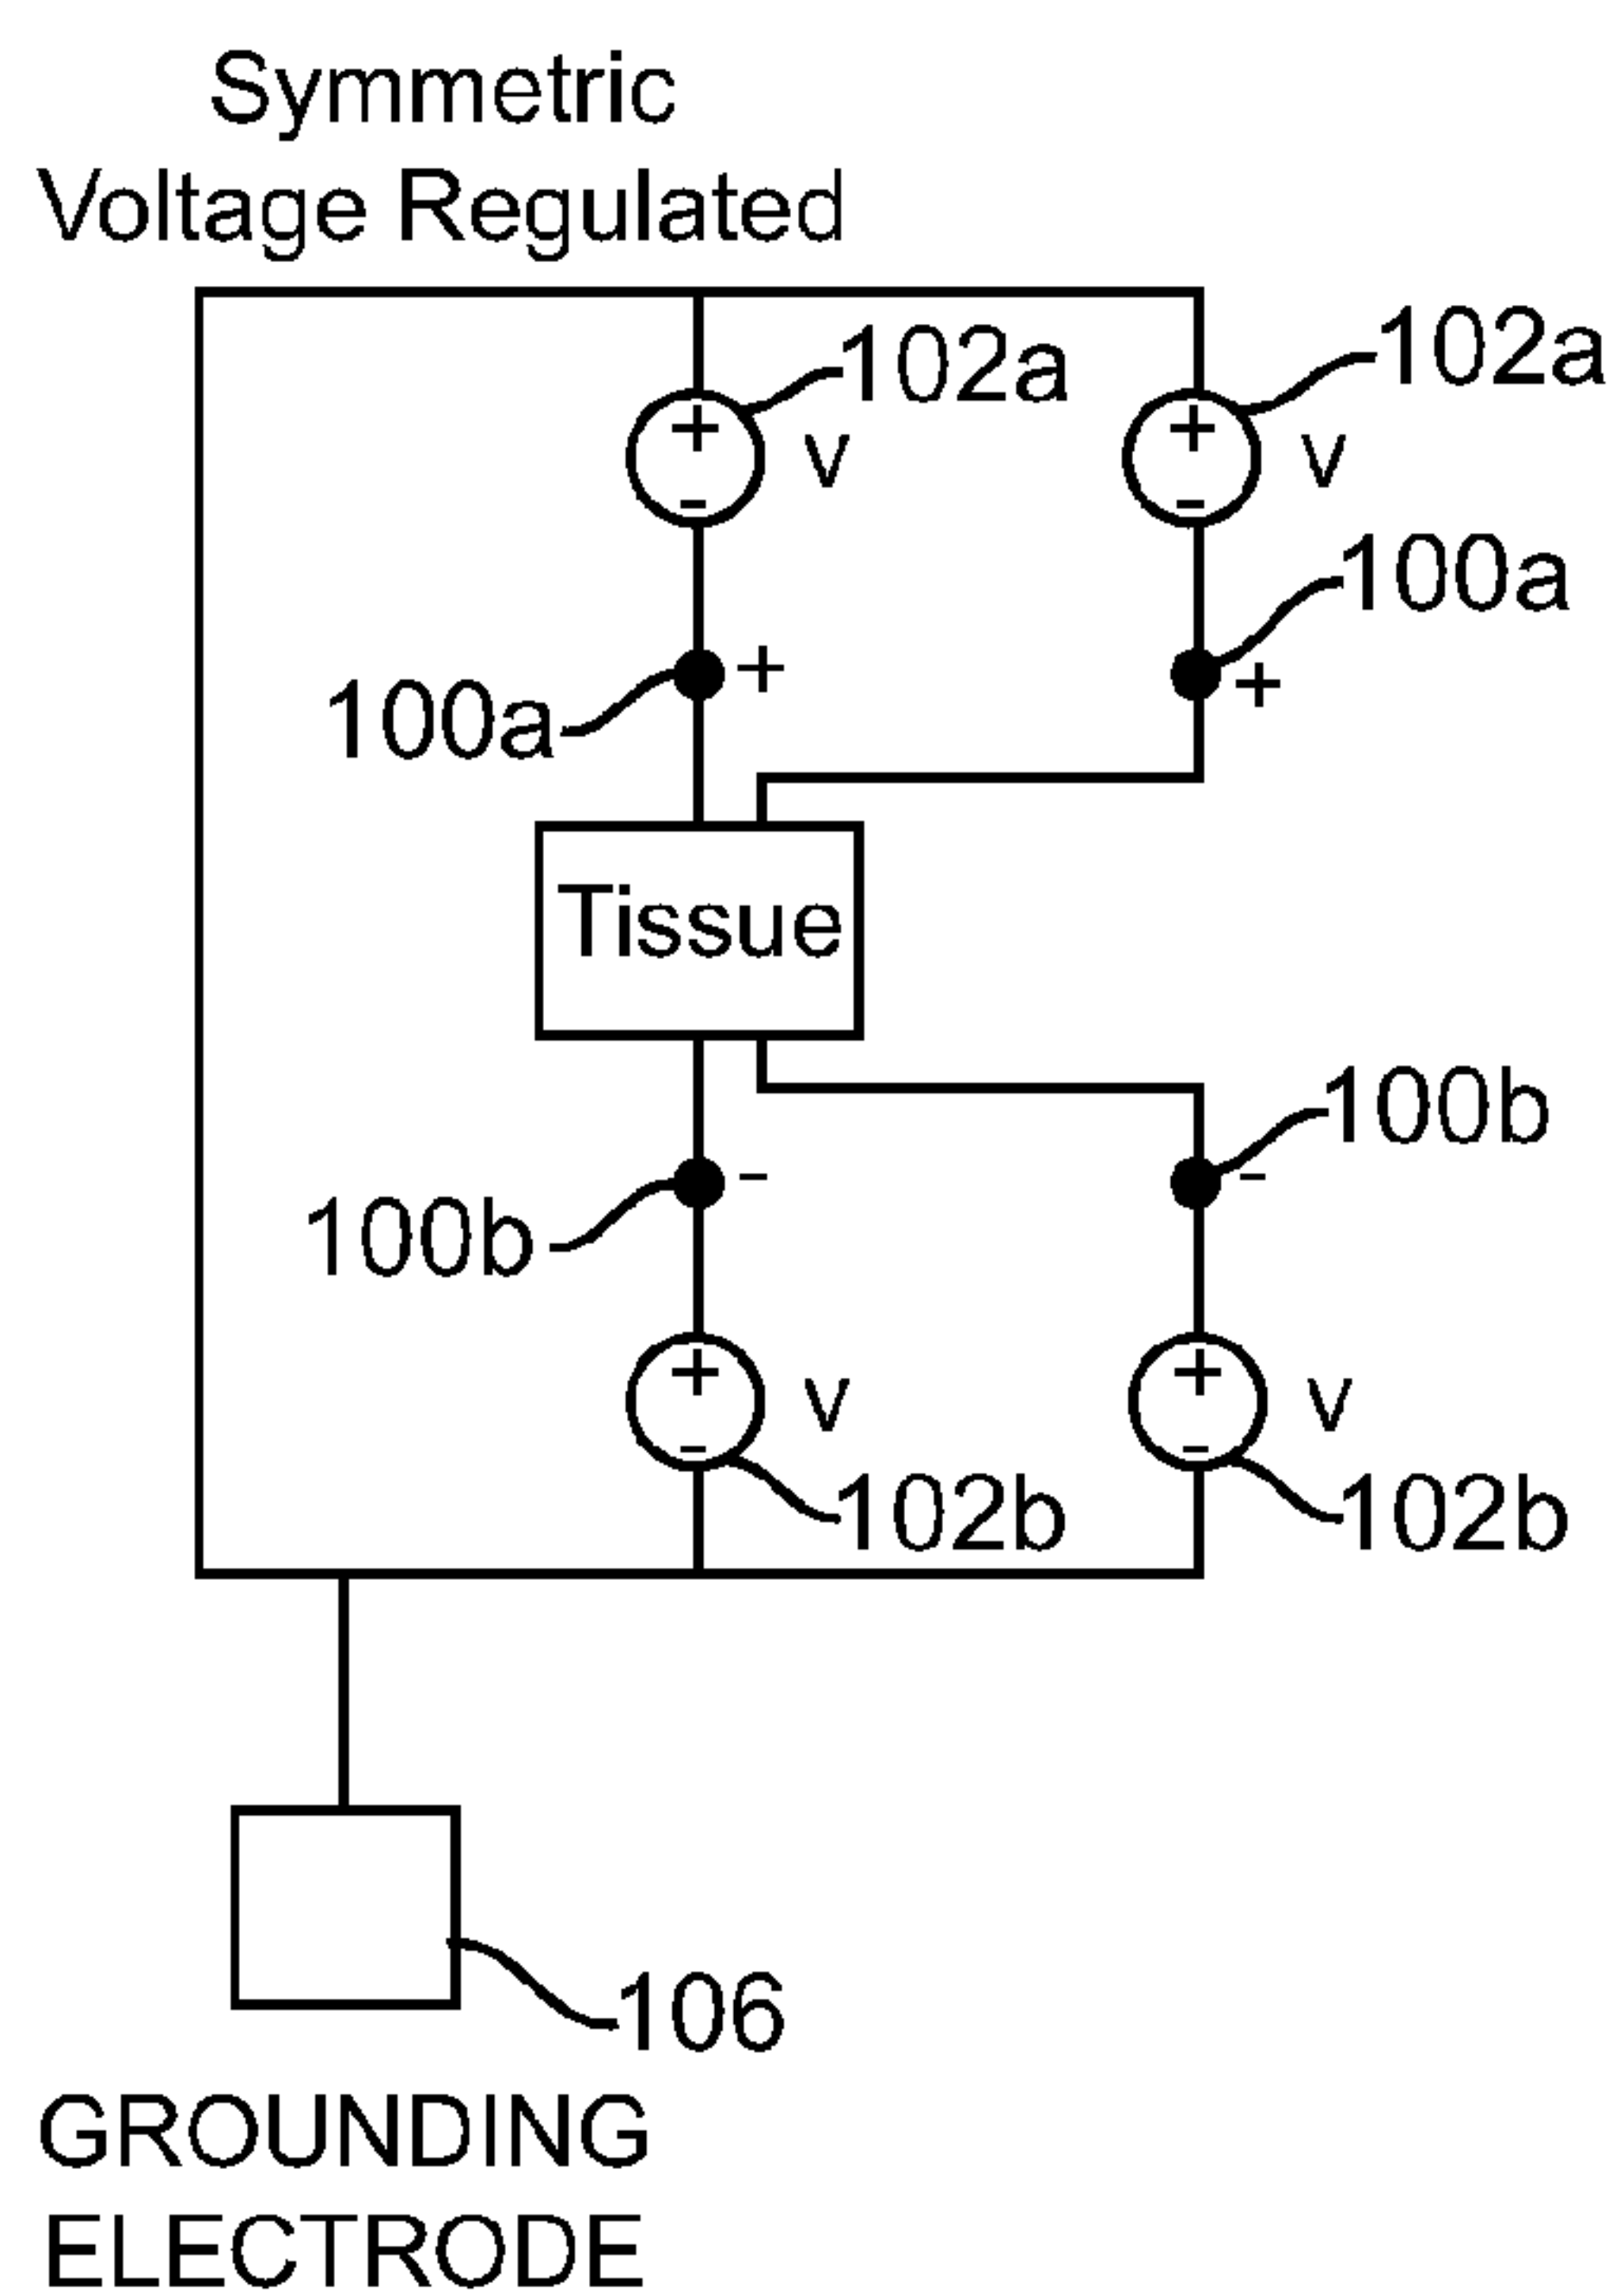 Symmetric
Voltage Regulated
102a
102a
+
v
-
+
v
-
100a
100a
+
+
Tissue
100b
100b
-
-
+
v
-
+
v
-
102b
102b
106
GROUNDING
ELECTRODE